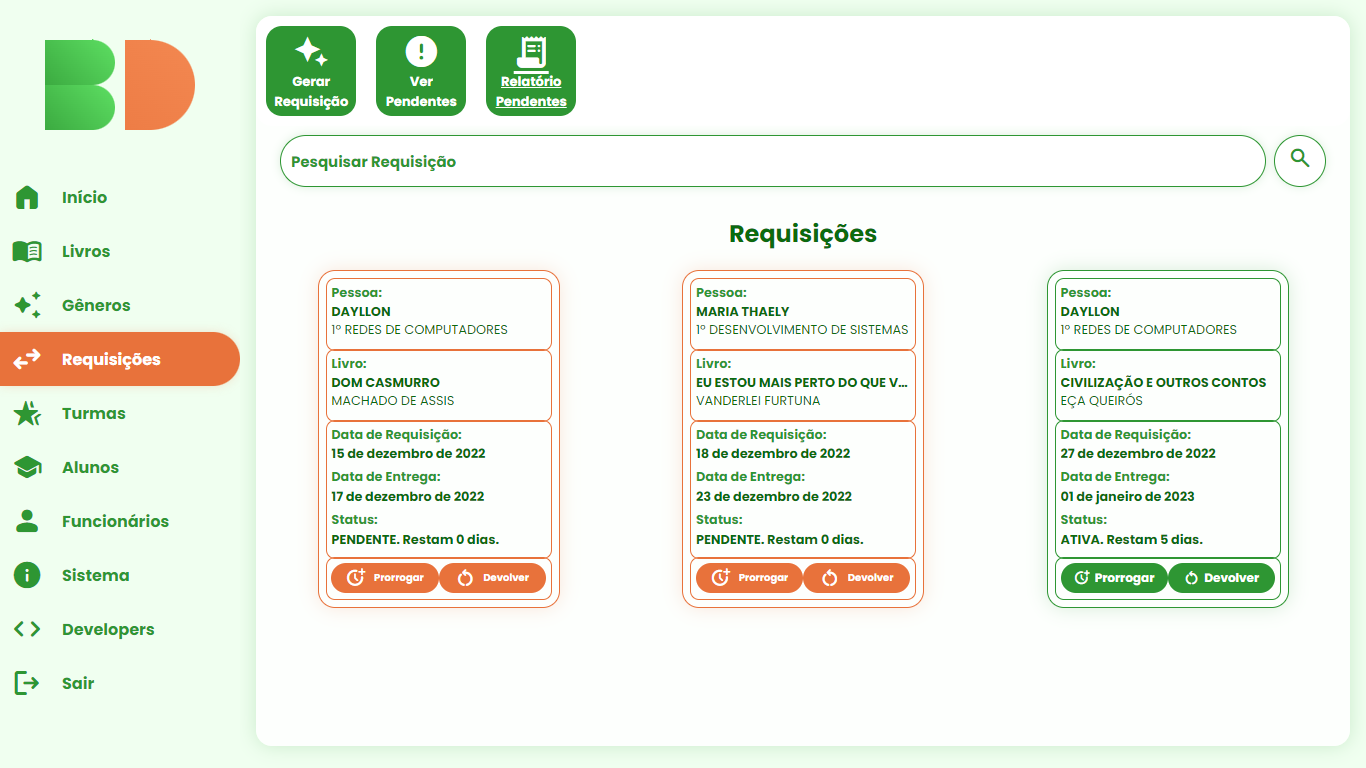 Gerar
Requisição
Ver
Pendentes
Relatório
Pendentes
Pesquisar Requisição
Início
Livros
Gêneros
Requisições
Turmas
Alunos
Funcionários
Sistema
Developers
Sair
Requisições
Pessoa:
DAYLLON
1º REDES DE COMPUTADORES
Livro:
DOM CASMURRO
MACHADO DE ASSIS
Data de Requisição:
15 de dezembro de 2022
Data de Entrega:
17 de dezembro de 2022
Status:
PENDENTE. Restam 0 dias.
Prorrogar
Devolver
Pessoa:
MARIA THAELY
1º DESENVOLVIMENTO DE SISTEMAS
Livro:
EU ESTOU MAIS PERTO DO QUE V...
VANDERLEI FURTUNA
Data de Requisição:
18 de dezembro de 2022
Data de Entrega:
23 de dezembro de 2022
Status:
PENDENTE. Restam 0 dias.
Prorrogar
Devolver
Pessoa:
DAYLLON
1º REDES DE COMPUTADORES
Livro:
CIVILIZAÇÃO E OUTROS CONTOS
EÇA QUEIRÓS
Data de Requisição:
27 de dezembro de 2022
Data de Entrega:
01 de janeiro de 2023
Status:
ATIVA. Restam 5 dias.
Prorrogar
Devolver